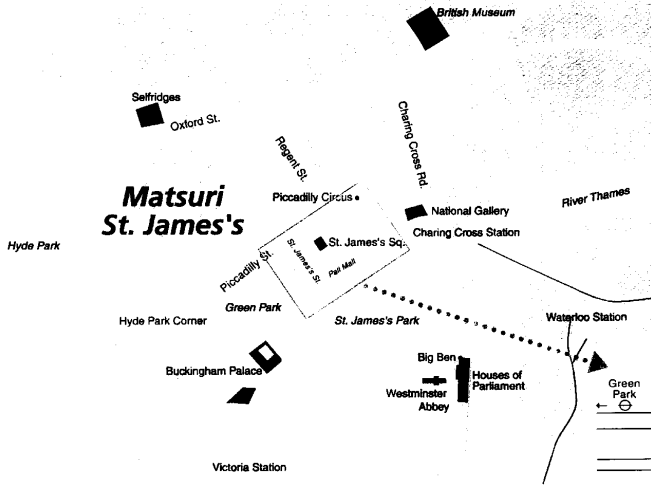 British Museum
Selfridges
Oxford St.
Charing Cross Rd.
Regent St.
Matsuri
St. James's
Piccadilly Circus
River Thames
National Gallery
Charing Cross Station
Hyde Park
St. James's Sq.
St. James's St.
Pall Mall
Piccadilly St.
Green Park
Hyde Park Corner
St. James's Park
Waterloo Station
Big Ben
Buckingham Palace
Houses of
Parliament
Westminster
Abbey
Green
Park
Victoria Station